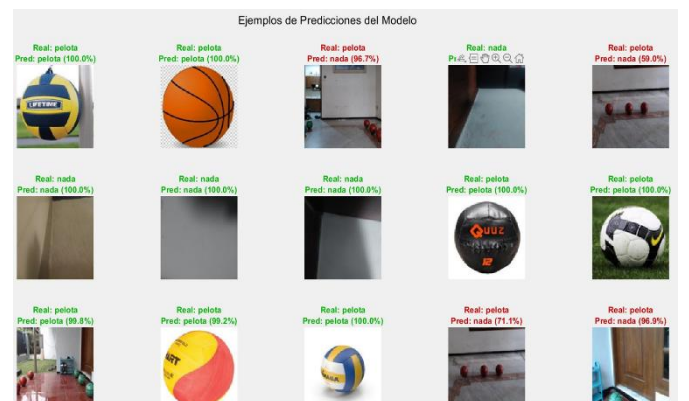 Ejemplos de Predicciones del Modelo
Real: pelota
Pred: pelota (100.0%)
Real: pelota
Pred: pelota (100.0%)
Real: pelota
Pred: nada (96.7%)
Real: nada
Real: pelota
Pred: nada (59.0%)
LIFETIME
Real: nada
Pred: nada (100.0%)
Real: nada
Pred: nada (100.0%)
Real: nada
Pred: nada (100.0%)
Real: pelota
Pred: pelota (100.0%)
Real: pelota
Pred: pelota (100.0%)
QUUZ
12
Real: pelota
Pred: pelota (99.8%)
Real: pelota
Pred: pelota (99.2%)
Real: pelota
Pred: pelota (100.0%)
Real: pelota
Pred: nada (71.1%)
Real: pelota
Pred: nada (96.9%)